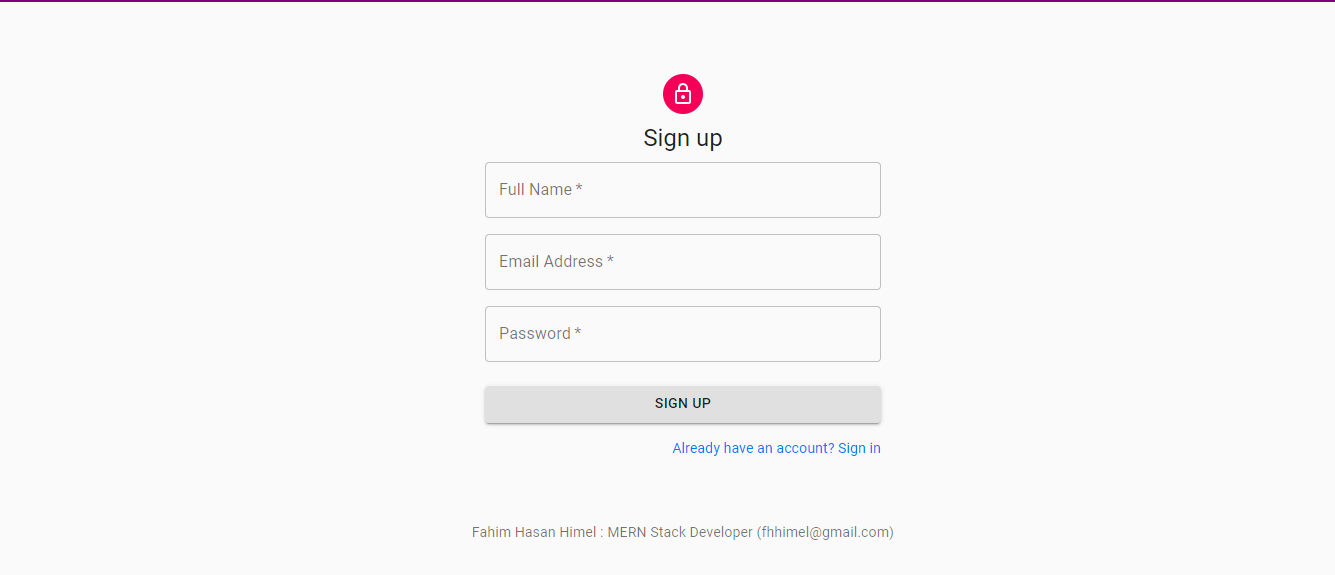 Sign up
Full Name *
Email Address *
Password *
SIGN UP
Already have an account? Sign in
Fahim Hasan Himel : MERN Stack Developer (fhhimel@gmail.com)